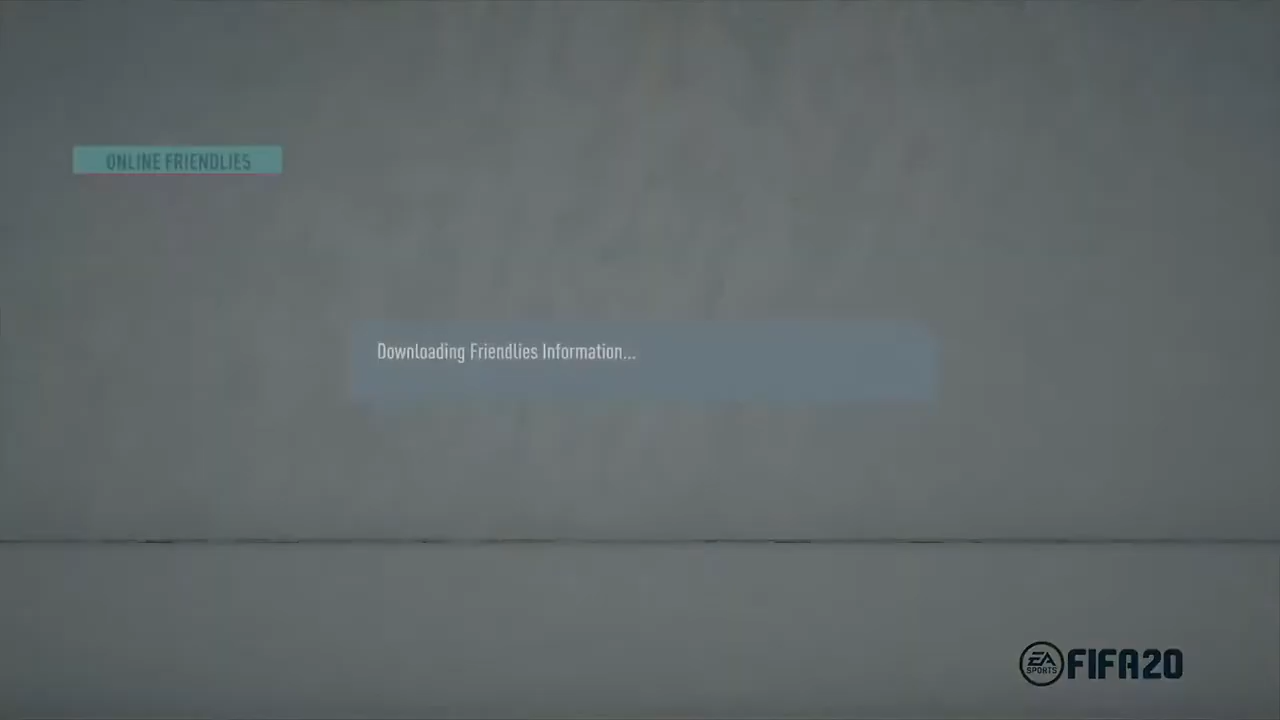 ONLINE FRIENDLIES
Downloading Friendlies Information...
EA
SPORTS
FIFA20